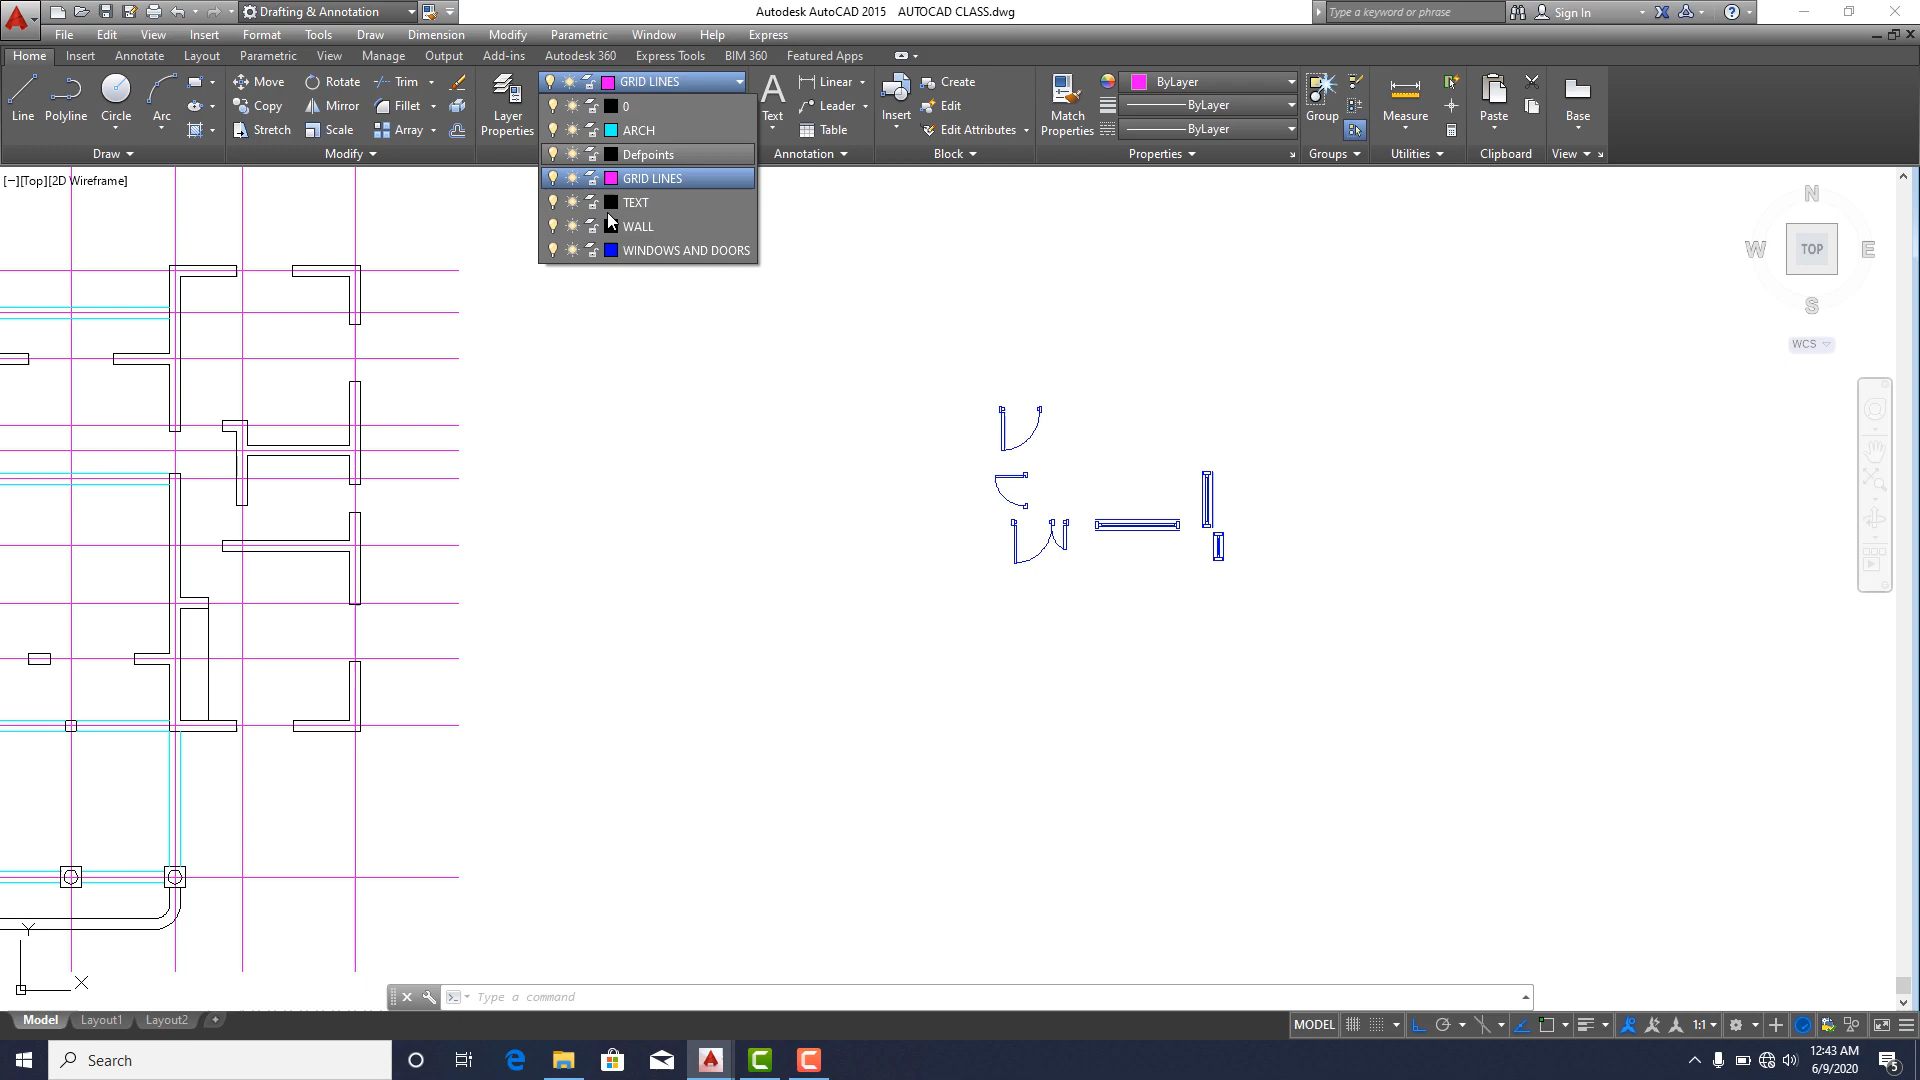 Drafting & Annotation
Autodesk AutoCAD 2015 AUTOCAD CLASS.dwg
Type a keyword or phrase
Sign In
File Edit View Insert Format Tools Draw Dimension Modify Parametric Window Help Express
Home Insert Annotate Layout Parametric View Manage Output Add-ins Autodesk 360 Express Tools BIM 360 Featured Apps
Line Polyline Circle Arc
Move Rotate Trim
Copy Mirror Fillet
Stretch Scale Array
Layer Properties
GRID LINES
0
ARCH
Defpoints
GRID LINES
TEXT
WALL
WINDOWS AND DOORS
A
Text
Linear
Leader
Table
Insert
Create
Edit
Edit Attributes
Match Properties
ByLayer
ByLayer
ByLayer
Group
Measure
Paste
Base
Draw Modify Annotation Block Properties Groups Utilities Clipboard View
[−][Top][2D Wireframe]
N
W TOP E
S
WCS
Y
X
Type a command
Model Layout1 Layout2
MODEL
1:1
Search
12:43 AM
6/9/2020
5